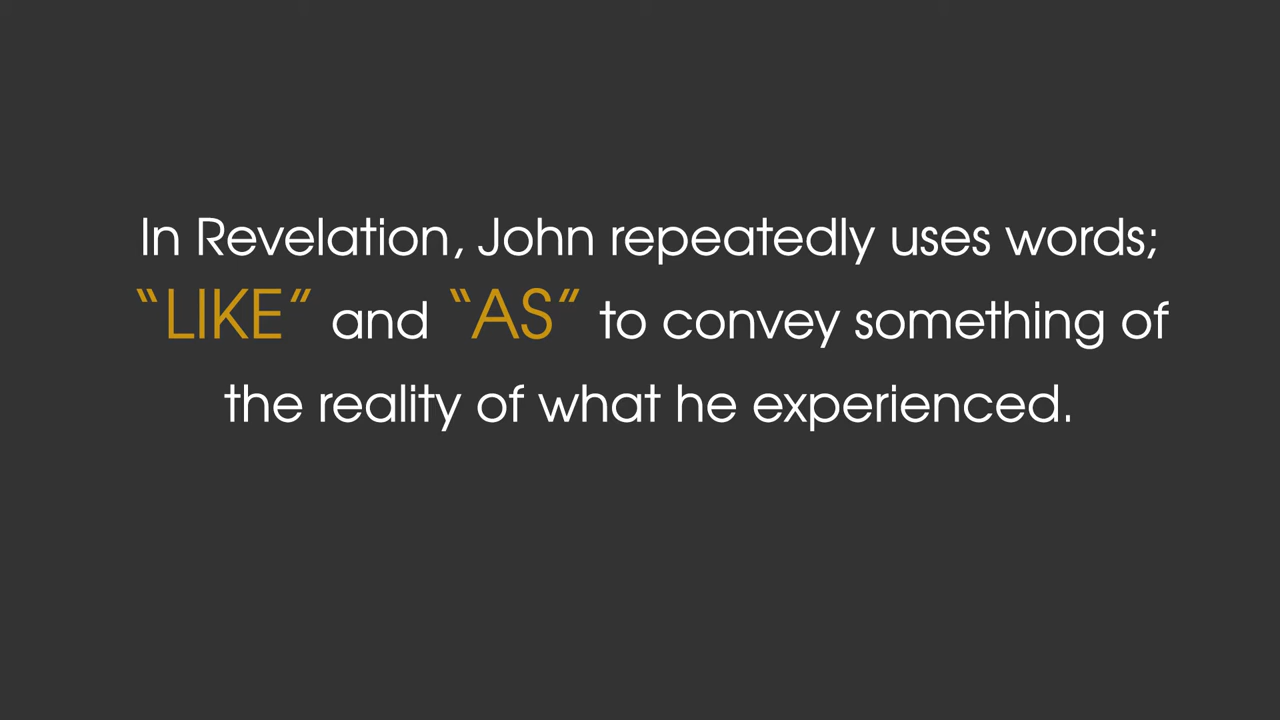 In Revelation, John repeatedly uses words;
“LIKE” and “AS” to convey something of
the reality of what he experienced.